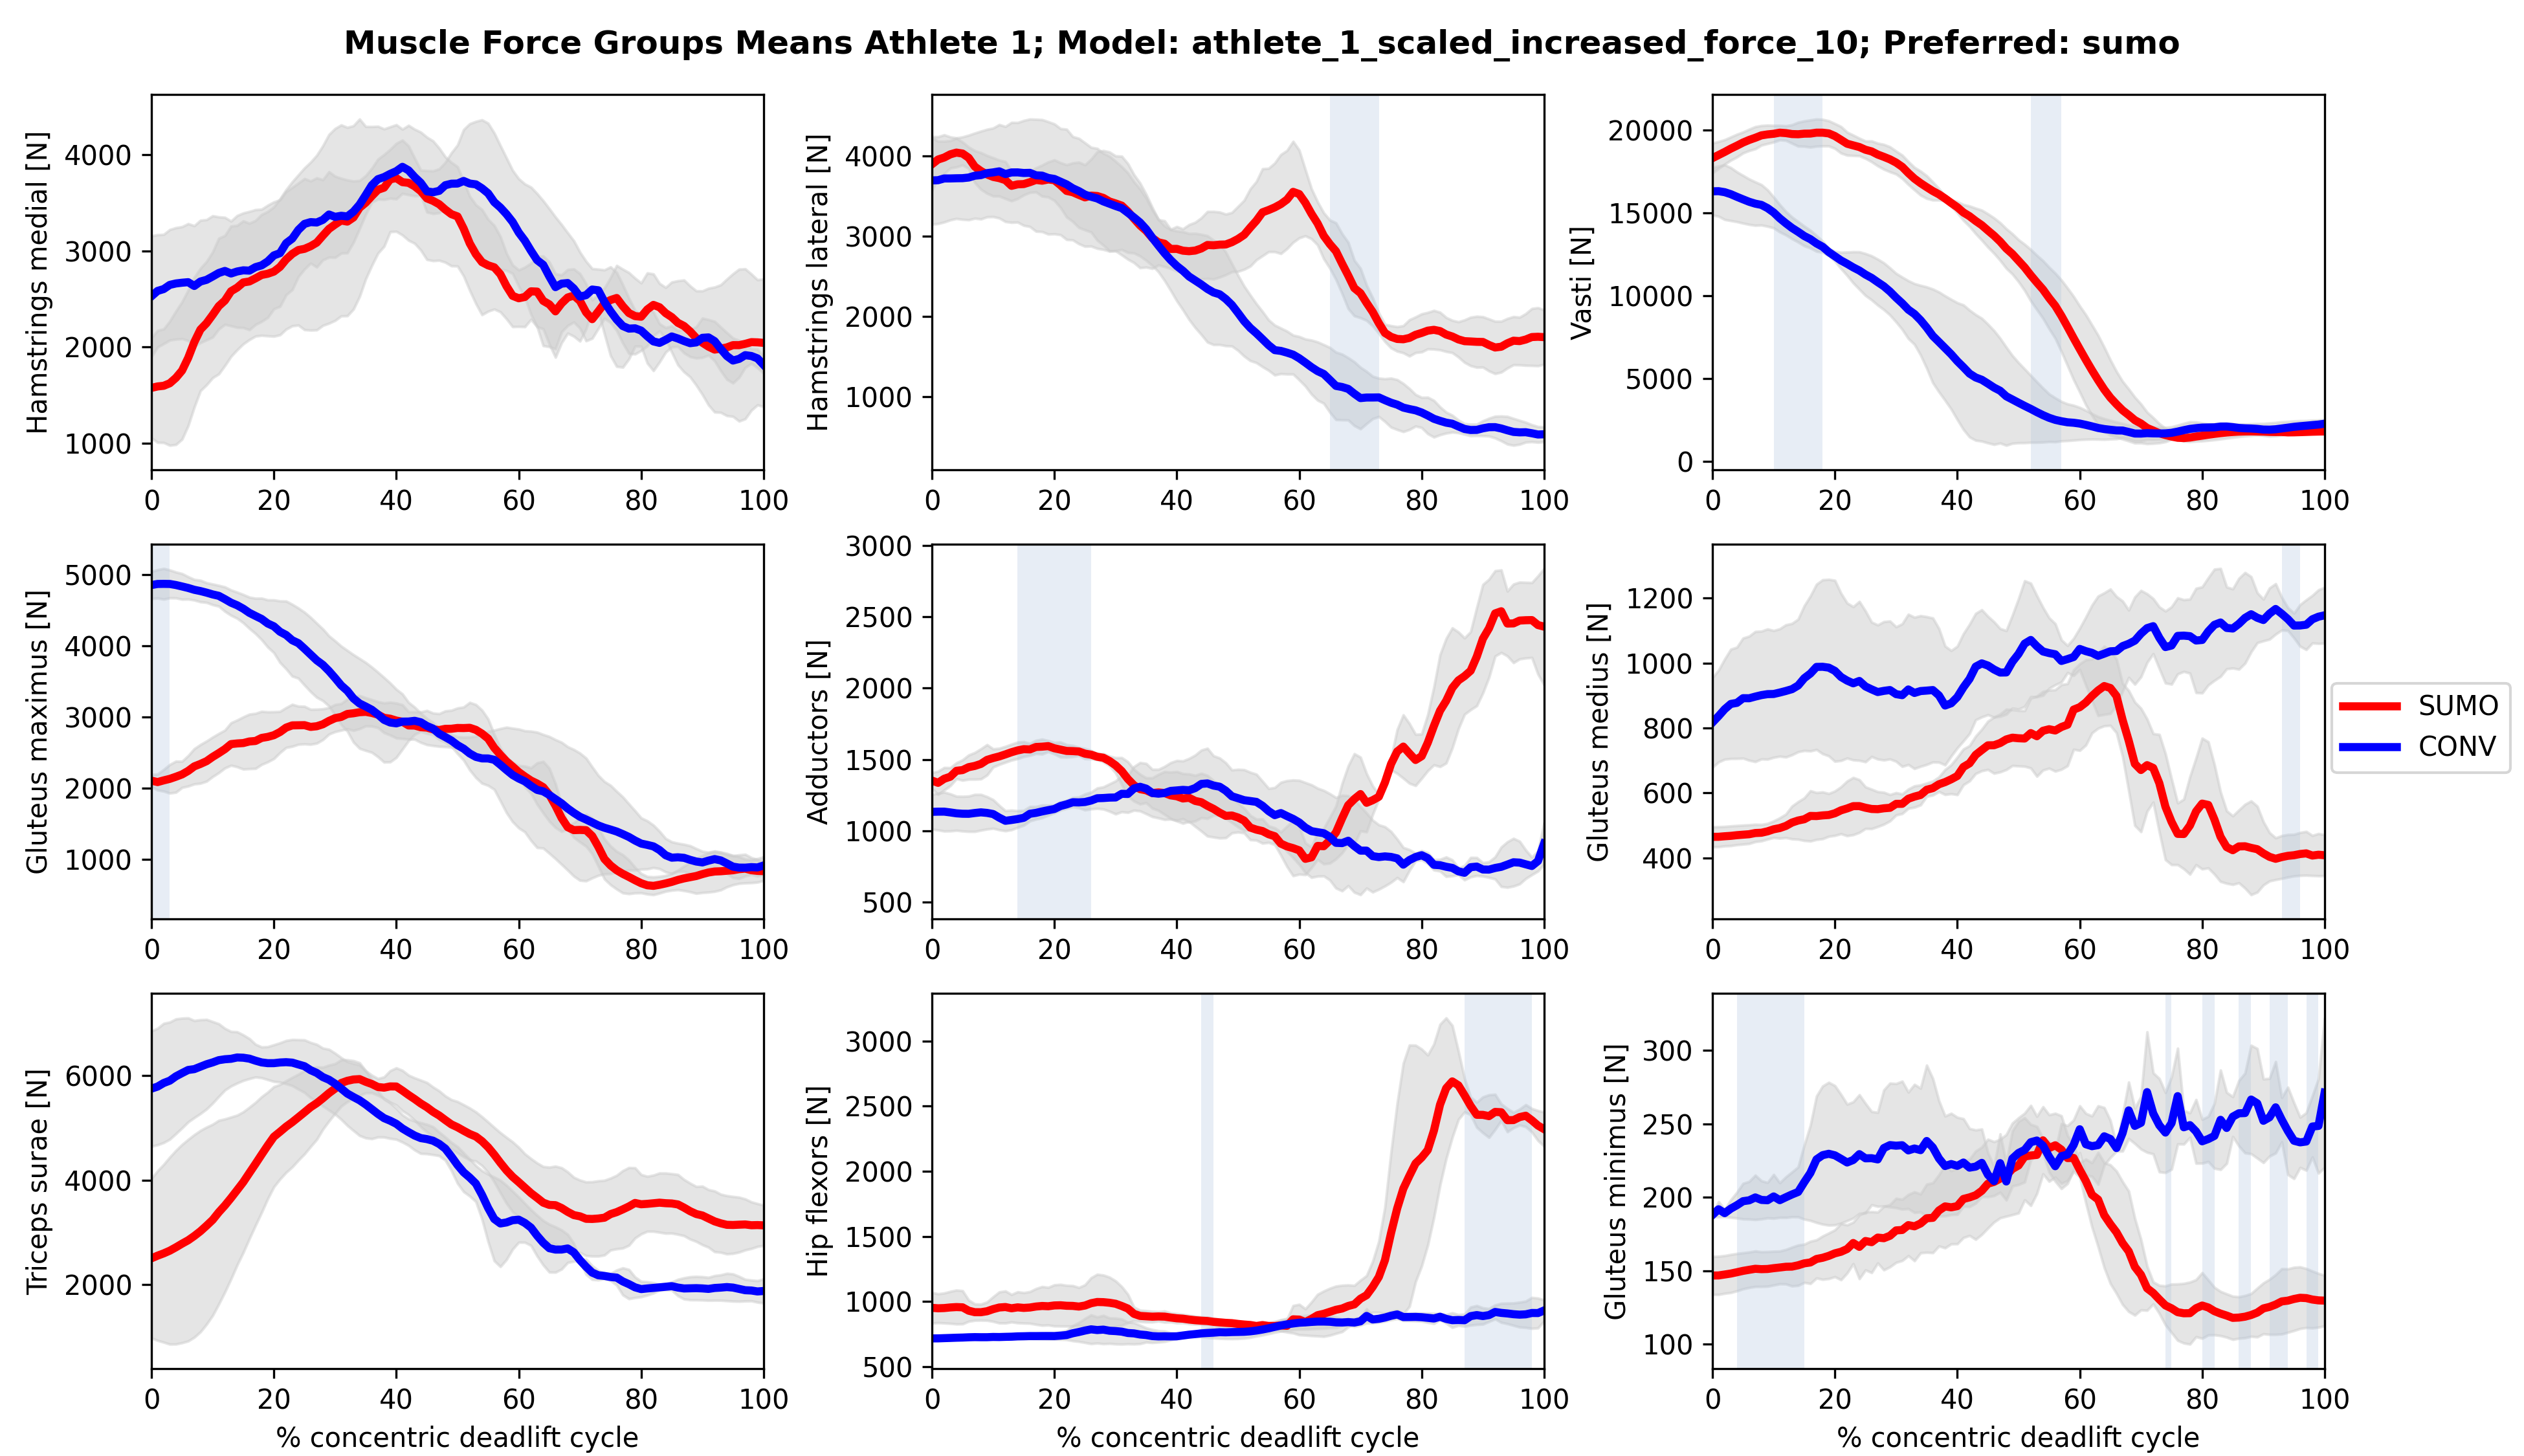 Muscle Force Groups Means Athlete 1; Model: athlete_1_scaled_increased_force_10; Preferred: sumo
Hamstrings medial [N]
4000
3000
2000
1000
0 20 40 60 80 100
Hamstrings lateral [N]
4000
3000
2000
1000
0 20 40 60 80 100
Vasti [N]
20000
15000
10000
5000
0
0 20 40 60 80 100
Gluteus maximus [N]
5000
4000
3000
2000
1000
0 20 40 60 80 100
Adductors [N]
3000
2500
2000
1500
1000
500
0 20 40 60 80 100
Gluteus medius [N]
1200
1000
800
600
400
0 20 40 60 80 100
SUMO
CONV
Triceps surae [N]
6000
4000
2000
0 20 40 60 80 100
% concentric deadlift cycle
Hip flexors [N]
3000
2500
2000
1500
1000
500
0 20 40 60 80 100
% concentric deadlift cycle
Gluteus minimus [N]
300
250
200
150
100
0 20 40 60 80 100
% concentric deadlift cycle